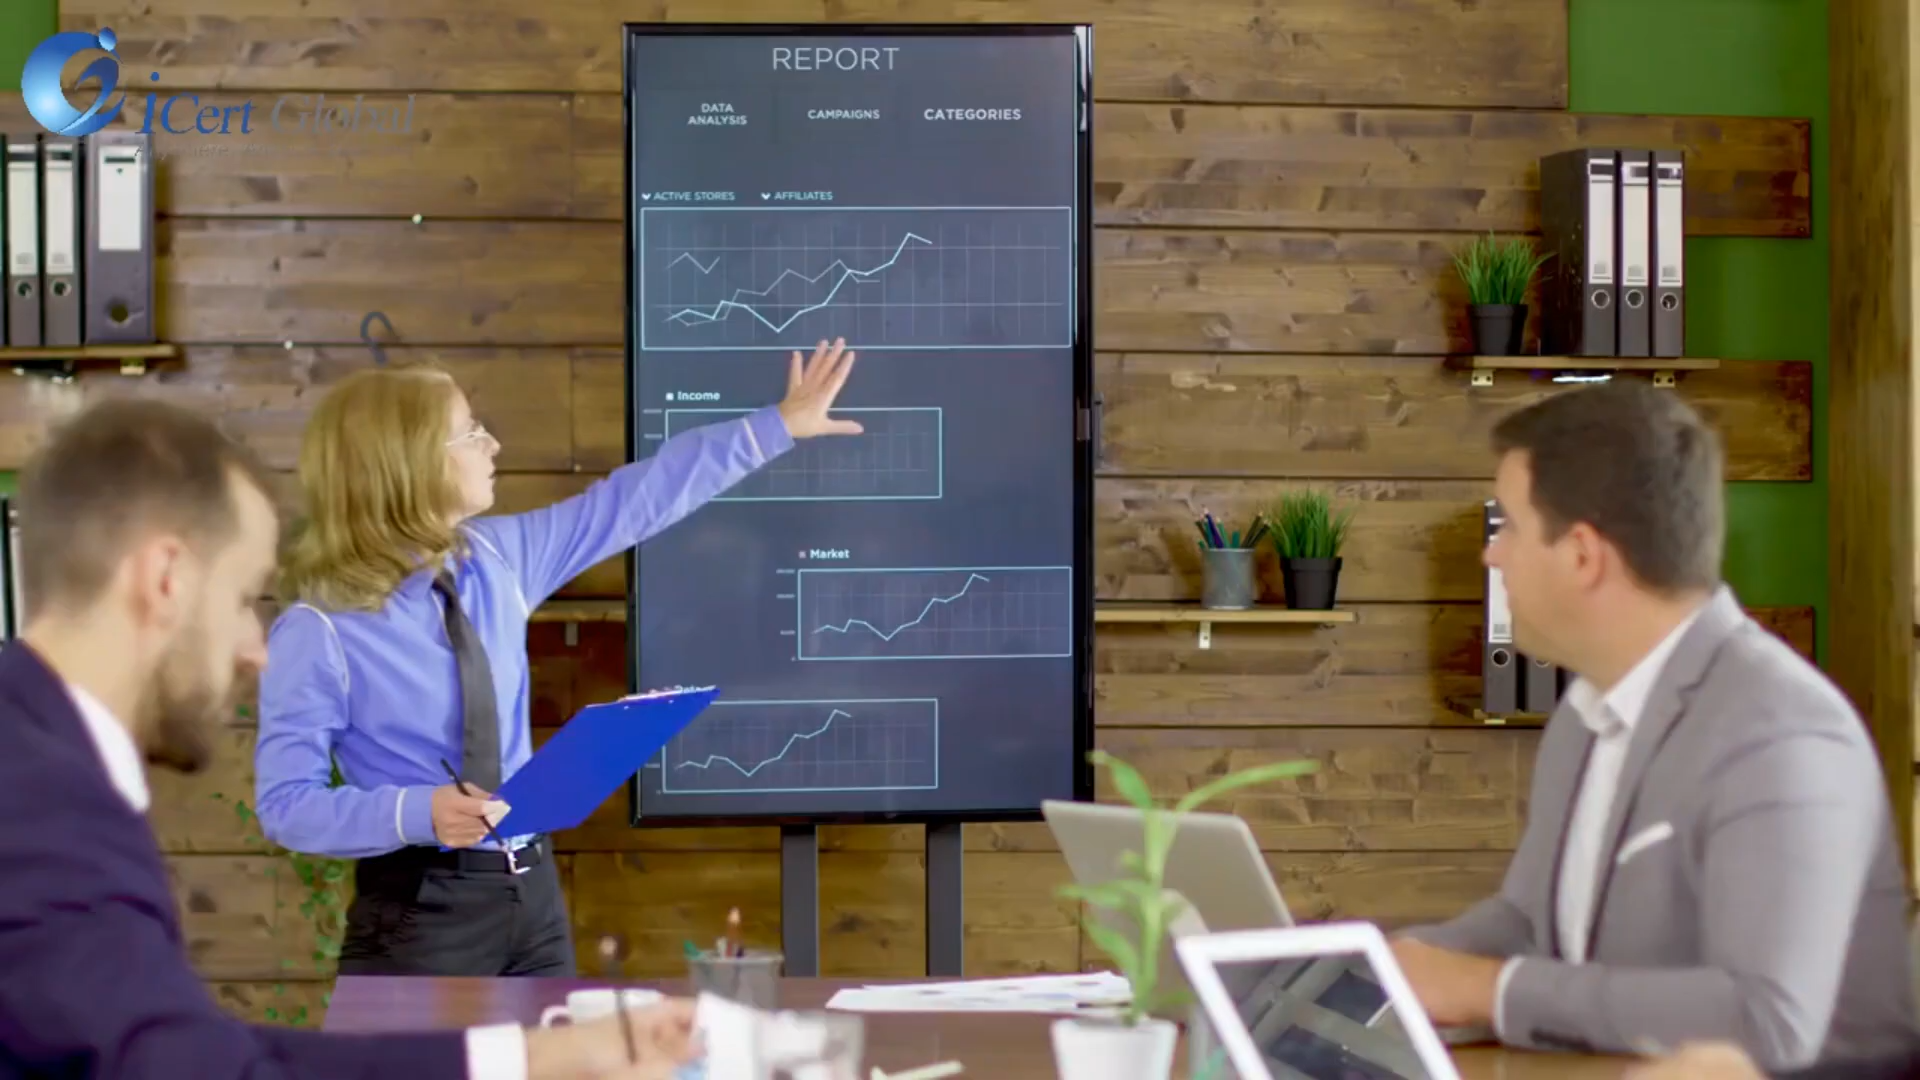 iCert Global
REPORT
DATA
ANALYSIS
CAMPAIGNS
CATEGORIES
ACTIVE STORES
AFFILIATES
Income
Market